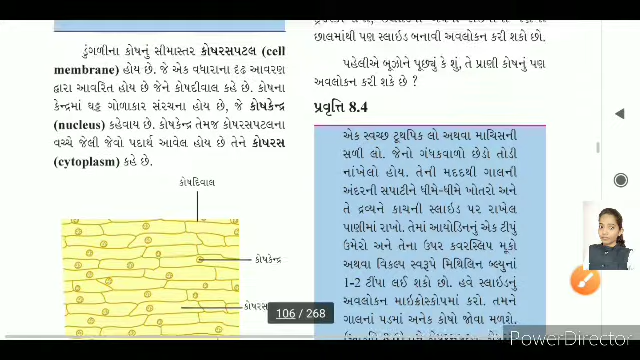 ડુંગળીના કોષનું સીમાસ્તર કોષરસપટલ (cell
membrane) હોય છે. જે એક વધારાના દૃઢ આવરણ
દ્વારા આવરિત હોય છે જેને કોષદીવાલ કહે છે. કોષના
કેન્દ્રમાં ઘટ્ટ ગોળાકાર સંરચના હોય છે, જે કોષકેન્દ્ર
(nucleus) કહેવાય છે. કોષકેન્દ્ર તેમજ કોષરસપટલના
વચ્ચે જેલી જેવો પદાર્થ આવેલ હોય છે તેને કોષરસ
(cytoplasm) કહે છે.
કોષદિવાલ
કોષકેન્દ્ર
કોષરસ
છાલમાંથી પણ સ્લાઇડ બનાવી અવલોકન કરી શકો છો.
પહેલીએ બુઝોને પૂછ્યું કે શું, તે પ્રાણી કોષનું પણ
અવલોકન કરી શકે છે ?
પ્રવૃત્તિ 8.4
એક સ્વચ્છ ટૂથપિક લો અથવા માચિસની
સળી લો. જેનો ગંધકવાળો છેડો તોડી
નાંખેલો હોય. તેની મદદથી ગાલની
અંદરની સપાટીને ધીમે-ધીમે ખોતરો અને
તે દ્રવ્યને કાચની સ્લાઇડ પર રાખેલ
પાણીમાં રાખો. તેમાં આયોડિનનું એક ટીપું
ઉમેરો અને તેના ઉપર કવરસ્લિપ મૂકો
અથવા વિકલ્પ સ્વરૂપે મિથિલિન બ્લ્યુનાં
1-2 ટીપાં લઈ શકો છો. હવે સ્લાઇડનું
અવલોકન માઇક્રોસ્કોપમાં કરો. તમને
ગાલનાં પડમાં અનેક કોષો જોવા મળશે.
106 / 268
PowerDirector